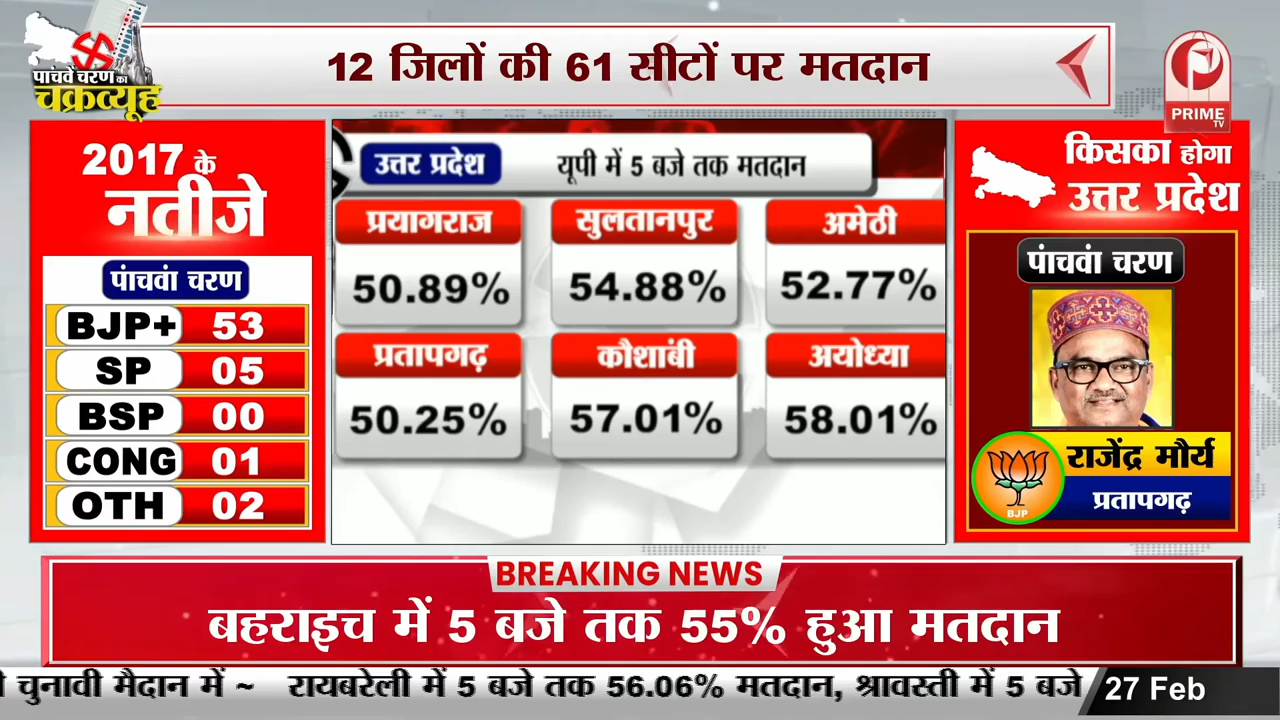 पांचवें चरण का
चक्रव्यूह
12 जिलों की 61 सीटों पर मतदान
PRIME
TV
2017 के
नतीजे
पांचवां चरण
BJP+ 53
SP 05
BSP 00
CONG 01
OTH 02
उत्तर प्रदेश
यूपी में 5 बजे तक मतदान
प्रयागराज सुलतानपुर अमेठी
50.89% 54.88% 52.77%
प्रतापगढ़ कौशांबी अयोध्या
50.25% 57.01% 58.01%
किसका होगा
उत्तर प्रदेश
पांचवां चरण
राजेंद्र मौर्य
BJP
प्रतापगढ़
BREAKING NEWS
बहराइच में 5 बजे तक 55% हुआ मतदान
चुनावी मैदान में ~ रायबरेली में 5 बजे तक 56.06% मतदान, श्रावस्ती में 5 बजे
27 Feb